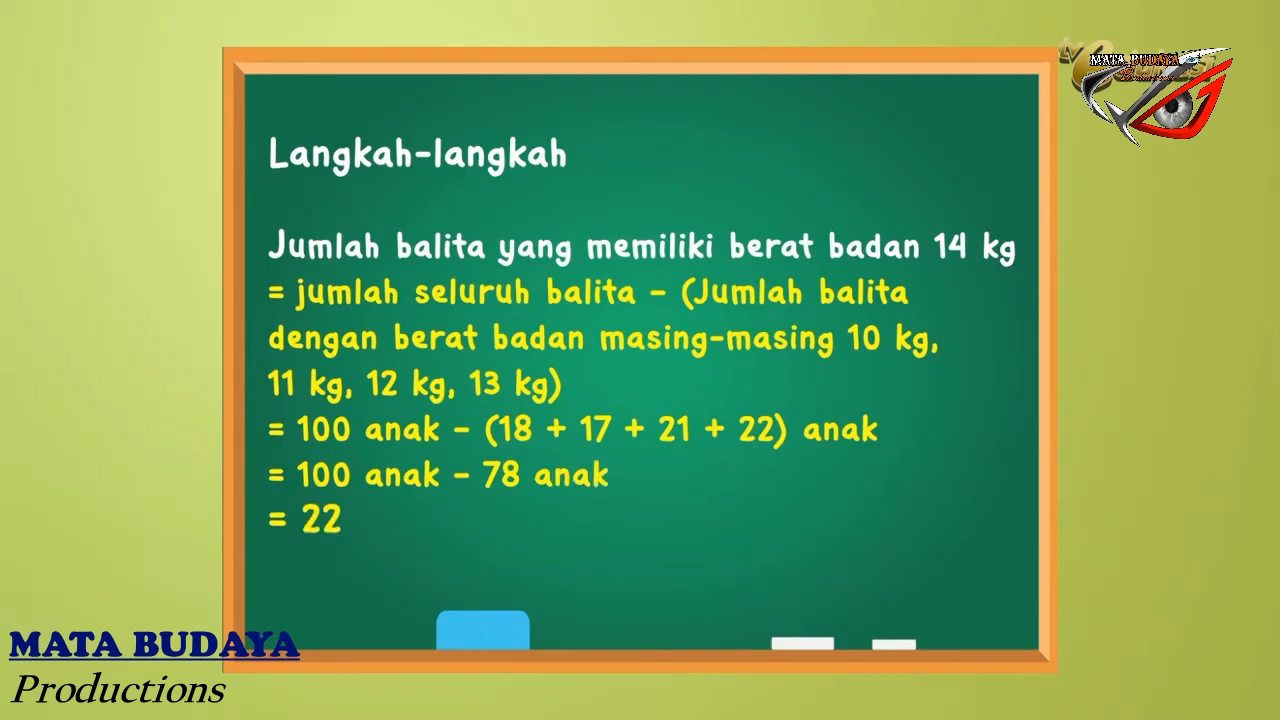 MATA BUDAYA
Langkah-langkah
Jumlah balita yang memiliki berat badan 14 kg
= jumlah seluruh balita - (Jumlah balita
dengan berat badan masing-masing 10 kg,
11 kg, 12 kg, 13 kg)
= 100 anak - (18 + 17 + 21 + 22) anak
= 100 anak - 78 anak
= 22
MATA BUDAYA
Productions